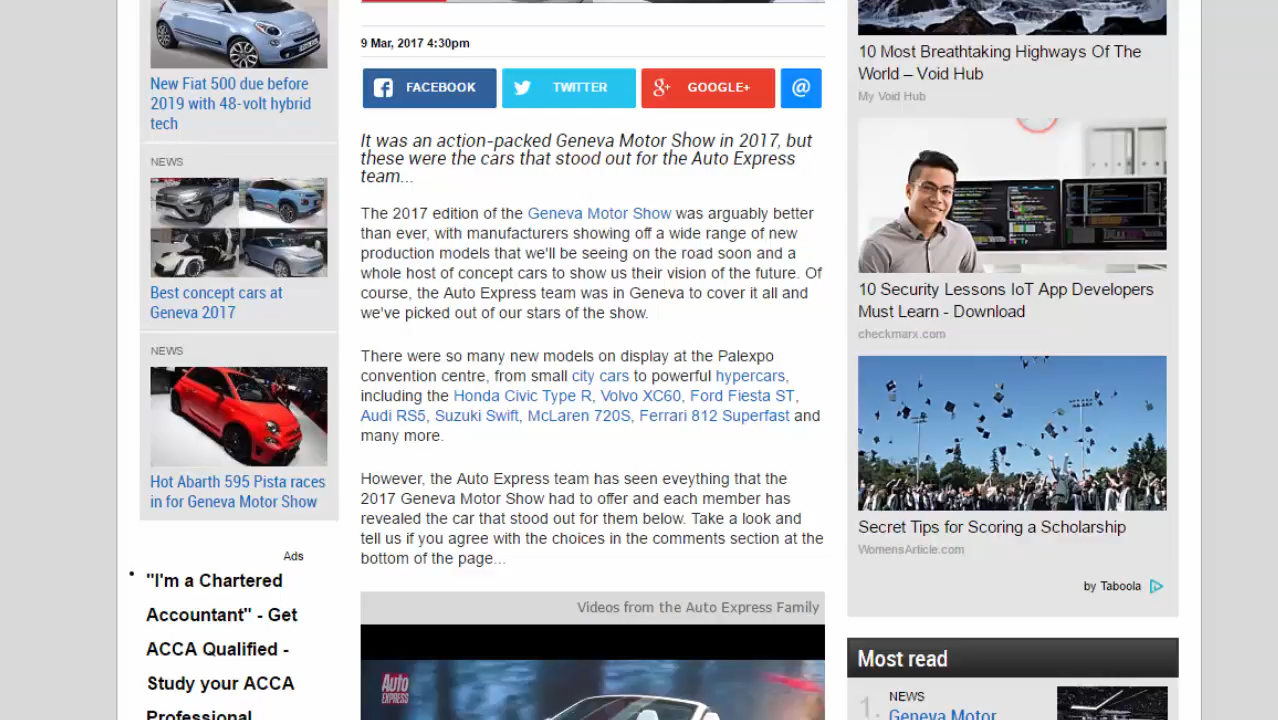 New Fiat 500 due before
2019 with 48-volt hybrid
tech
NEWS
Best concept cars at
Geneva 2017
NEWS
Hot Abarth 595 Pista races
in for Geneva Motor Show
Ads
"I'm a Chartered
Accountant" - Get
ACCA Qualified -
Study your ACCA
Professional
9 Mar, 2017 4:30pm
FACEBOOK
TWITTER
GOOGLE+
@
It was an action-packed Geneva Motor Show in 2017, but
these were the cars that stood out for the Auto Express
team...
The 2017 edition of the Geneva Motor Show was arguably better
than ever, with manufacturers showing off a wide range of new
production models that we'll be seeing on the road soon and a
whole host of concept cars to show us their vision of the future. Of
course, the Auto Express team was in Geneva to cover it all and
we've picked out of our stars of the show.
There were so many new models on display at the Palexpo
convention centre, from small city cars to powerful hypercars,
including the Honda Civic Type R, Volvo XC60, Ford Fiesta ST,
Audi RS5, Suzuki Swift, McLaren 720S, Ferrari 812 Superfast and
many more.
However, the Auto Express team has seen eveything that the
2017 Geneva Motor Show had to offer and each member has
revealed the car that stood out for them below. Take a look and
tell us if you agree with the choices in the comments section at the
bottom of the page...
Videos from the Auto Express Family
Auto
EXPRESS
10 Most Breathtaking Highways Of The
World – Void Hub
My Void Hub
10 Security Lessons IoT App Developers
Must Learn - Download
checkmarx.com
Secret Tips for Scoring a Scholarship
WomensArticle.com
by Taboola
Most read
1.
NEWS
Geneva Motor